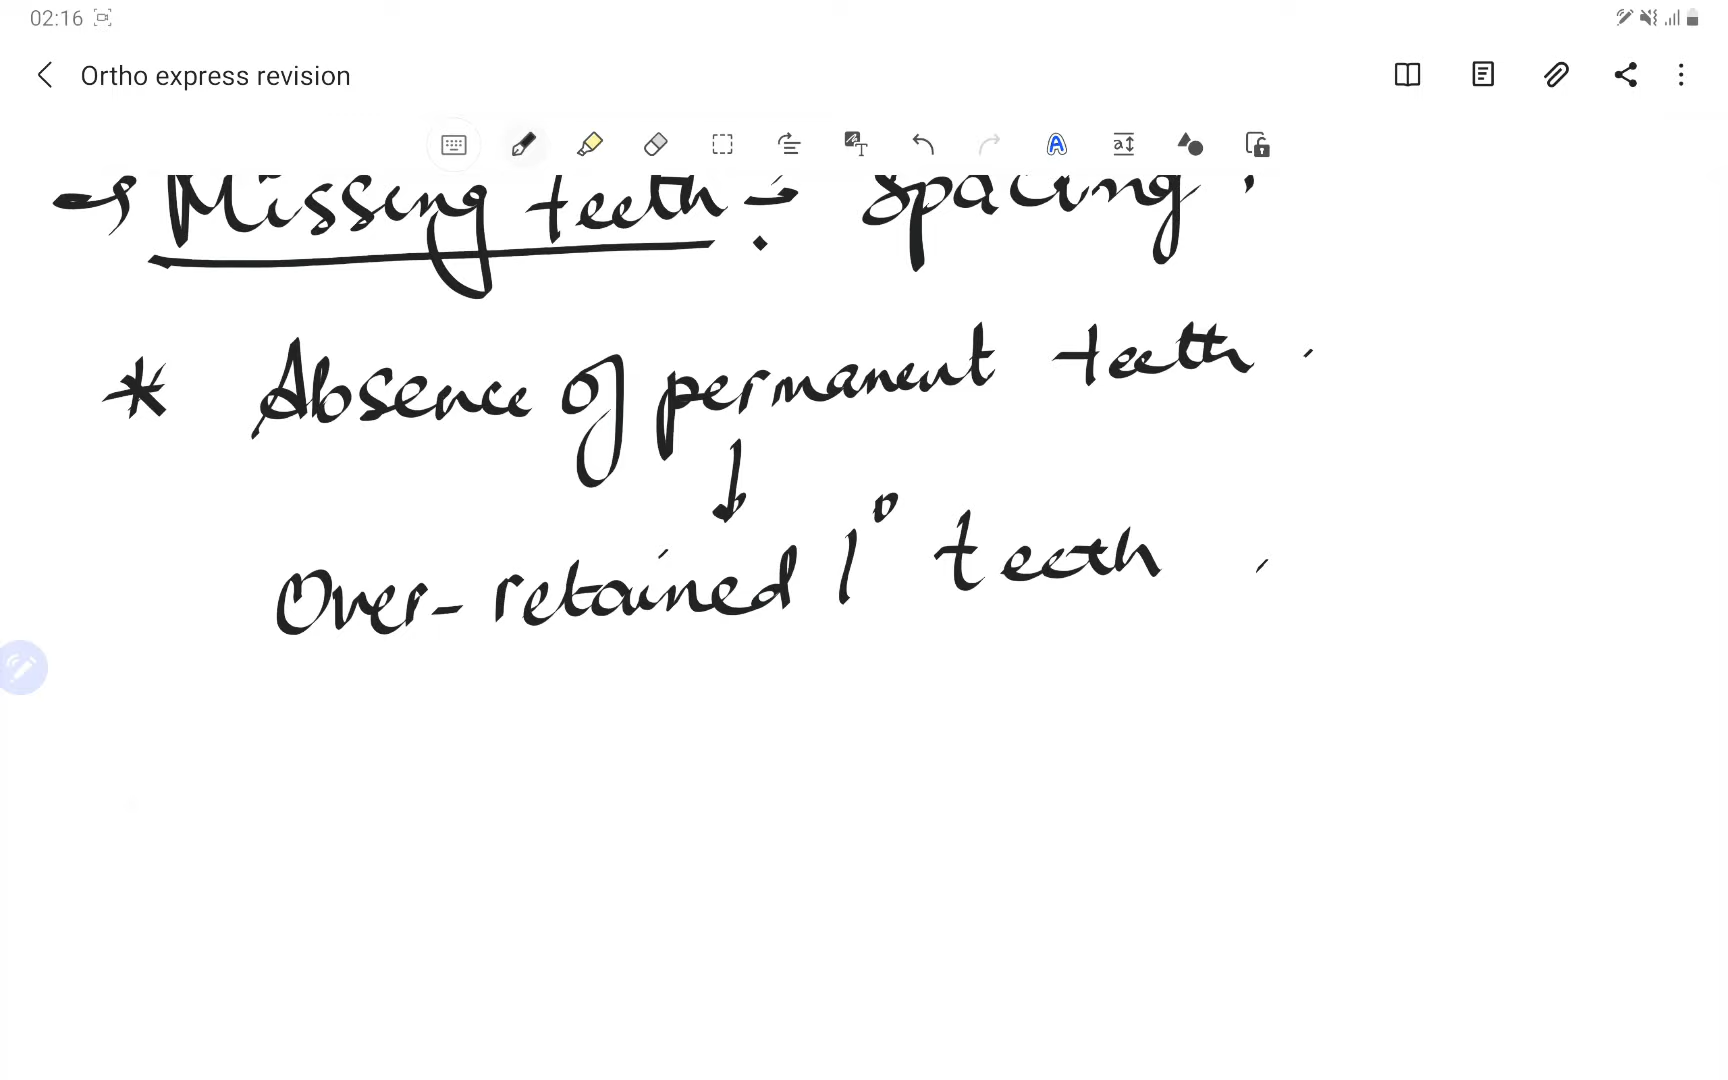 02:16
Ortho express revision
→ Missing teeth :- Spacing .
* Absence of permanent teeth .
↓
Over-retained 1° teeth .